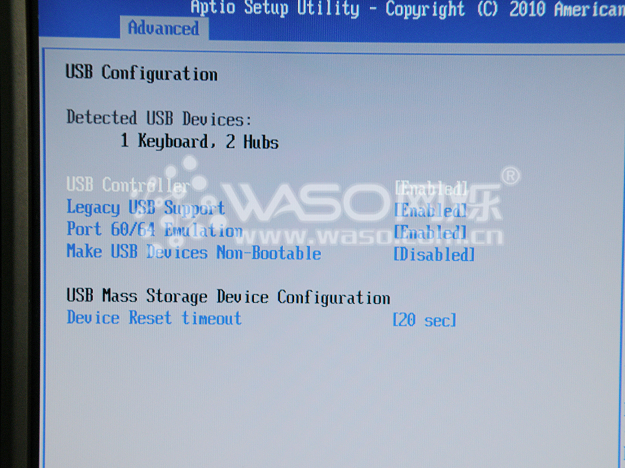 Aptio Setup Utility - Copyright (C) 2010 American
Advanced
USB Configuration
Detected USB Devices:
1 Keyboard, 2 Hubs
USB Controller [Enabled]
Legacy USB Support [Enabled]
Port 60/64 Emulation [Enabled]
Make USB Devices Non-Bootable [Disabled]
USB Mass Storage Device Configuration
Device Reset timeout [20 sec]
WASO ®
www.waso.com.cn